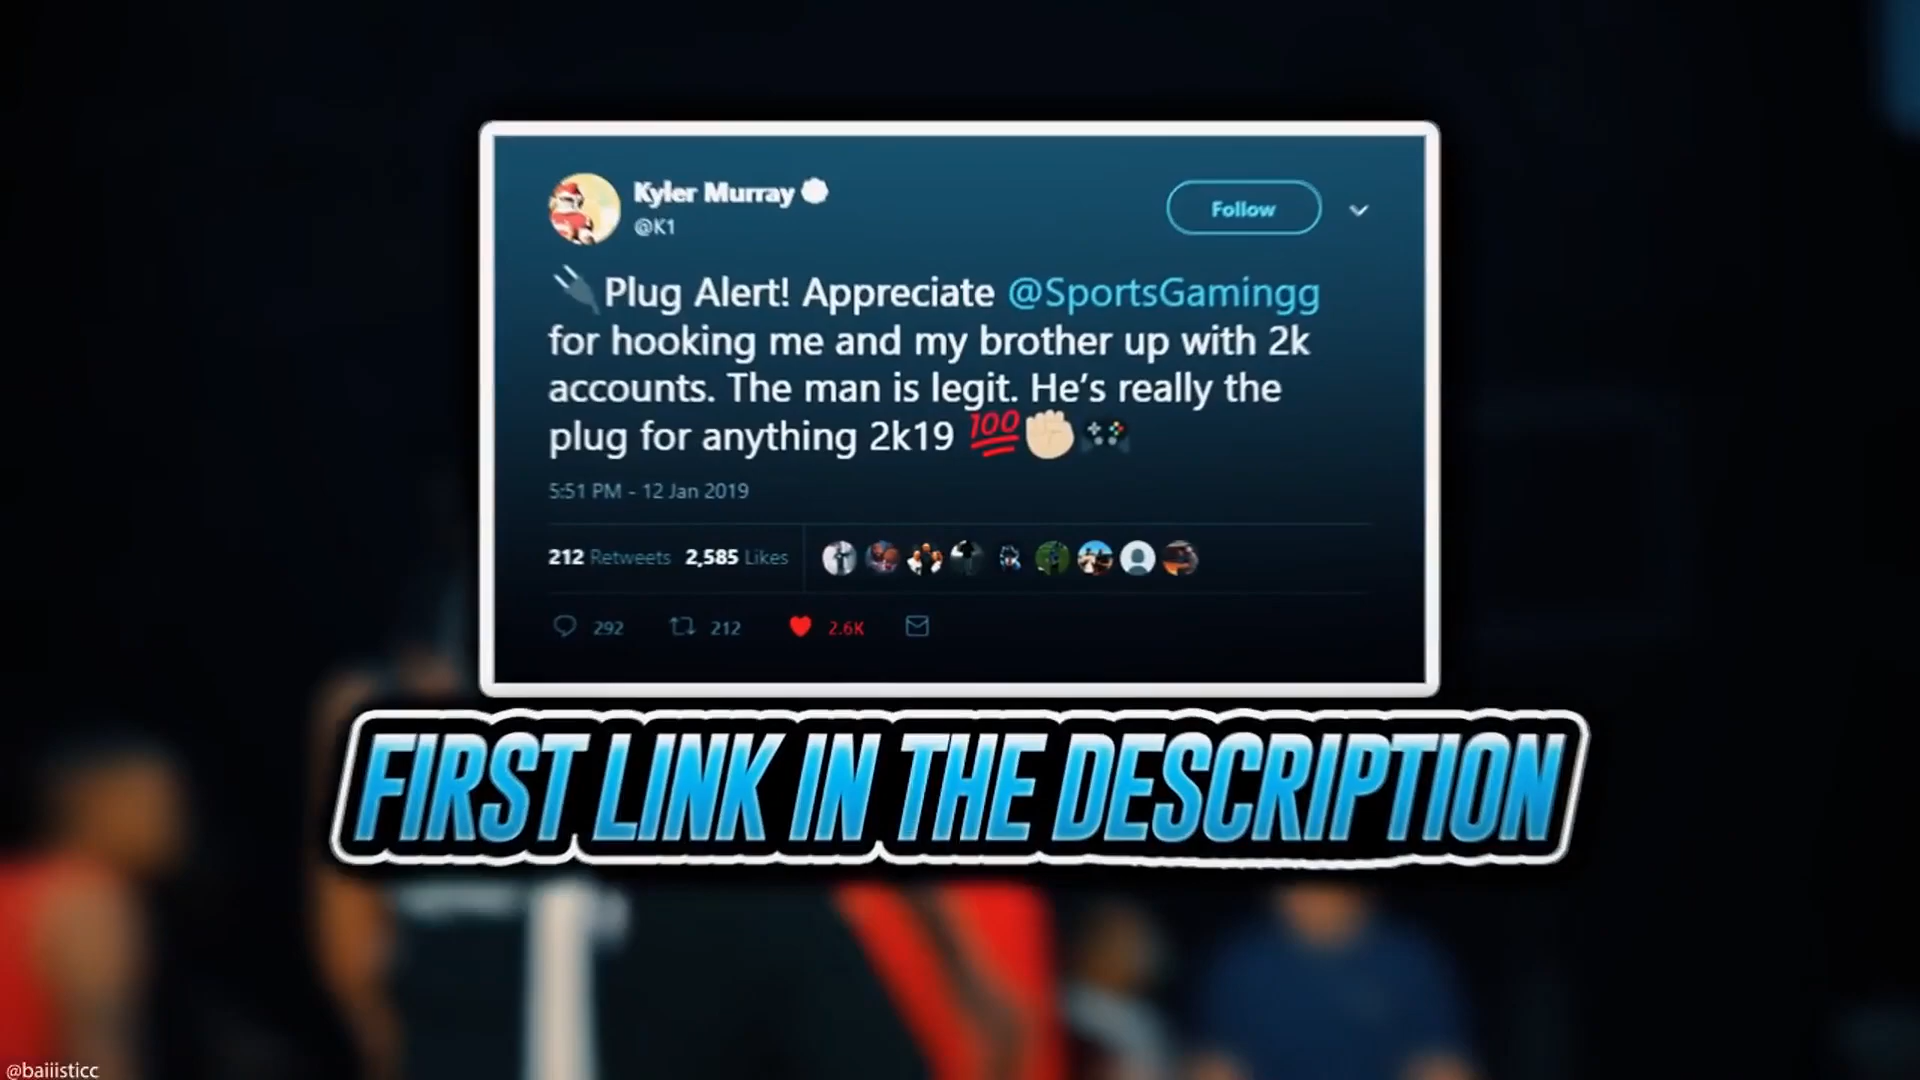 Kyler Murray
@K1
Follow
Plug Alert! Appreciate @SportsGamingg
for hooking me and my brother up with 2k
accounts. The man is legit. He’s really the
plug for anything 2k19 💯✊🏻🎮
5:51 PM - 12 Jan 2019
212 Retweets 2,585 Likes
292 212 2.6K
FIRST LINK IN THE DESCRIPTION
@baiiisticc